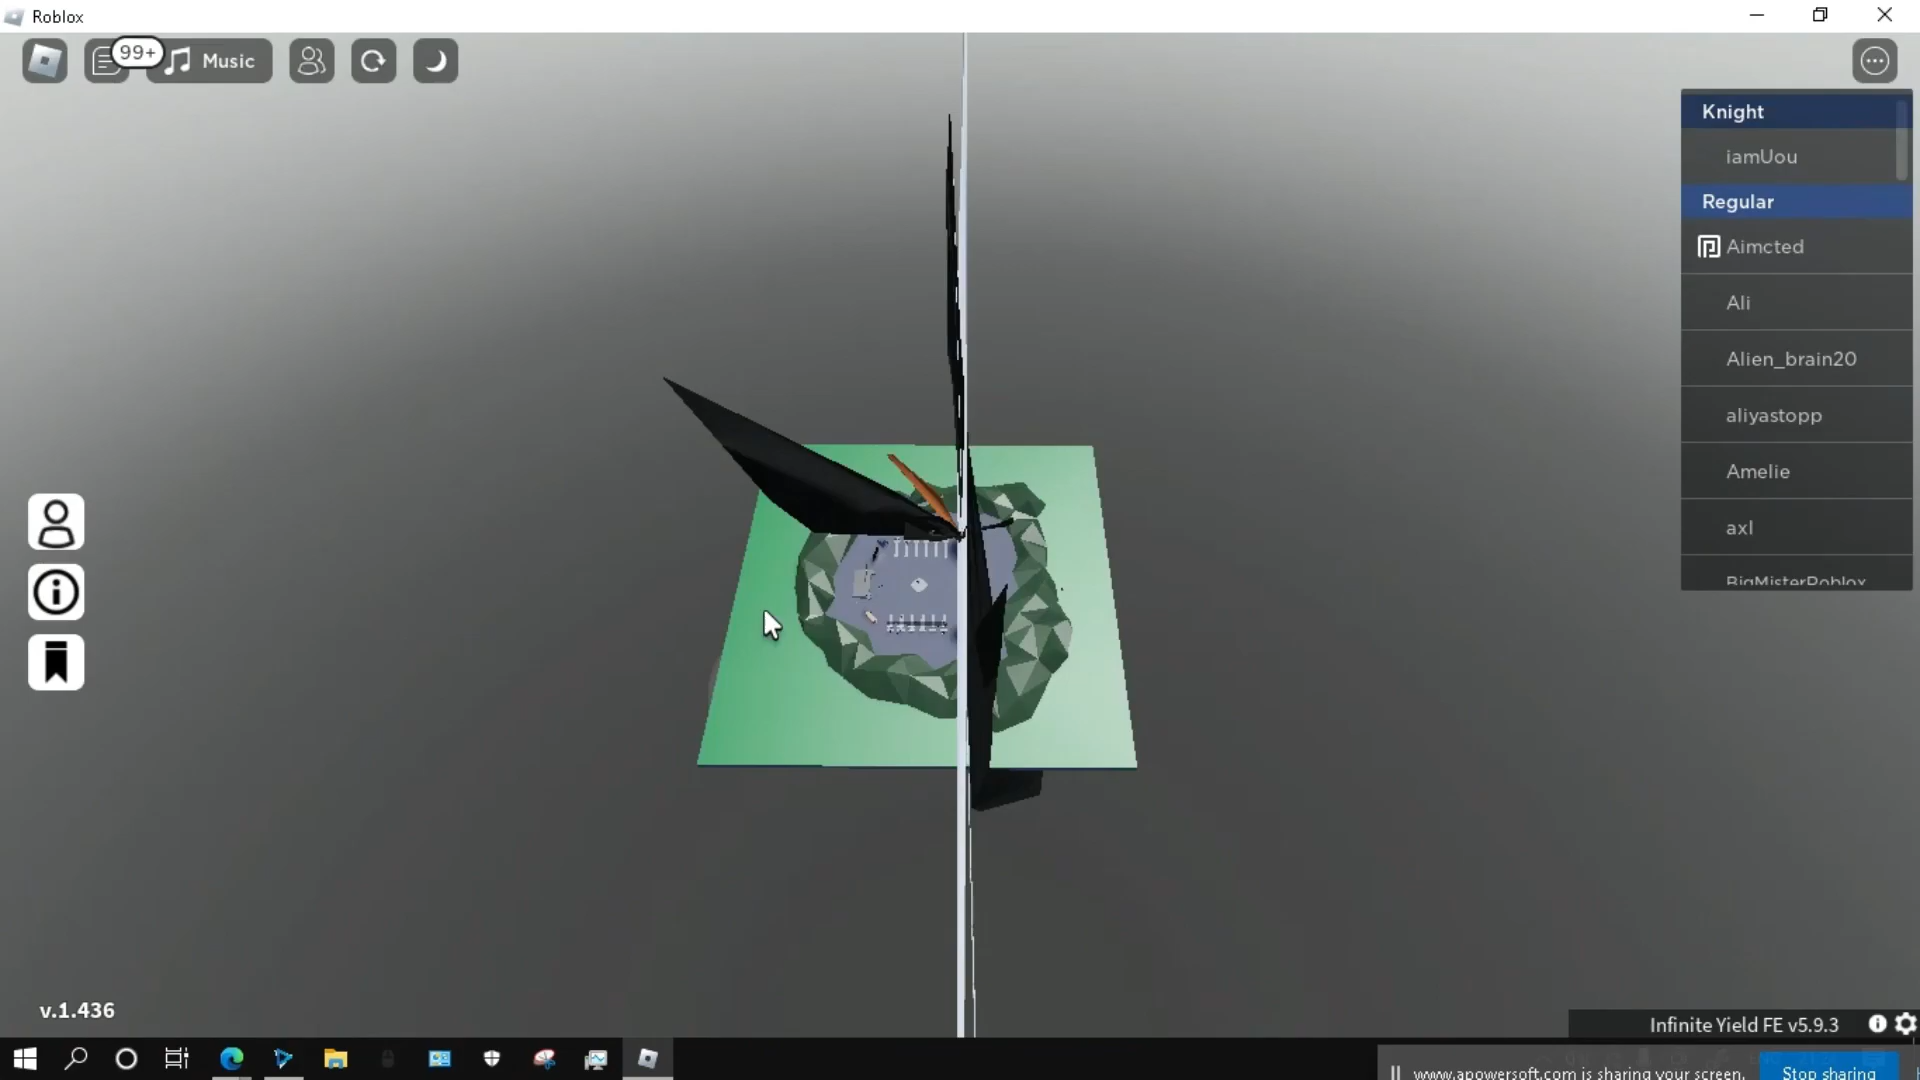 Roblox
99+
Music
Knight
iamUou
Regular
Aimcted
Ali
Alien_brain20
aliyastopp
Amelie
axl
BigMisterRoblox
v.1.436
Infinite Yield FE v5.9.3
www.apowersoft.com is sharing your screen.
Stop sharing